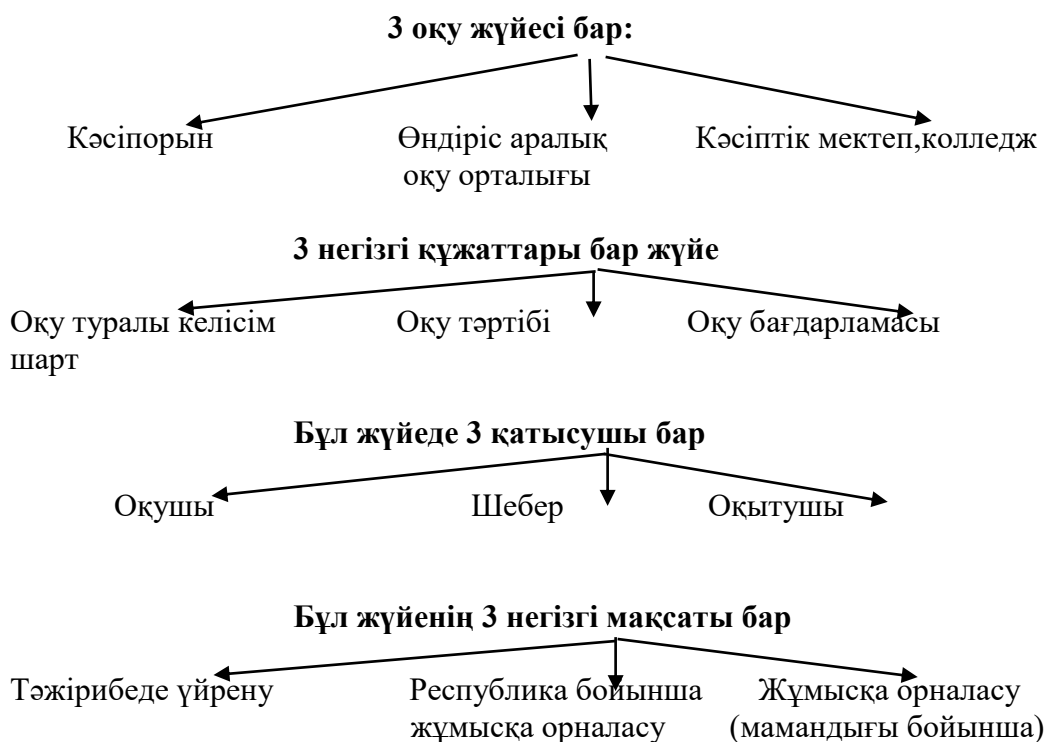 3 оқу жүйесі бар:
Кәсіпорын Өндіріс аралық Кәсіптік мектеп,колледж
оқу орталығы
3 негізгі құжаттары бар жүйе
Оқу туралы келісім Оқу тәртібі Оқу бағдарламасы
шарт
Бұл жүйеде 3 қатысушы бар
Оқушы Шебер Оқытушы
Бұл жүйенің 3 негізгі мақсаты бар
Тәжірибеде үйрену Республика бойынша Жұмысқа орналасу
жұмысқа орналасу (мамандығы бойынша)